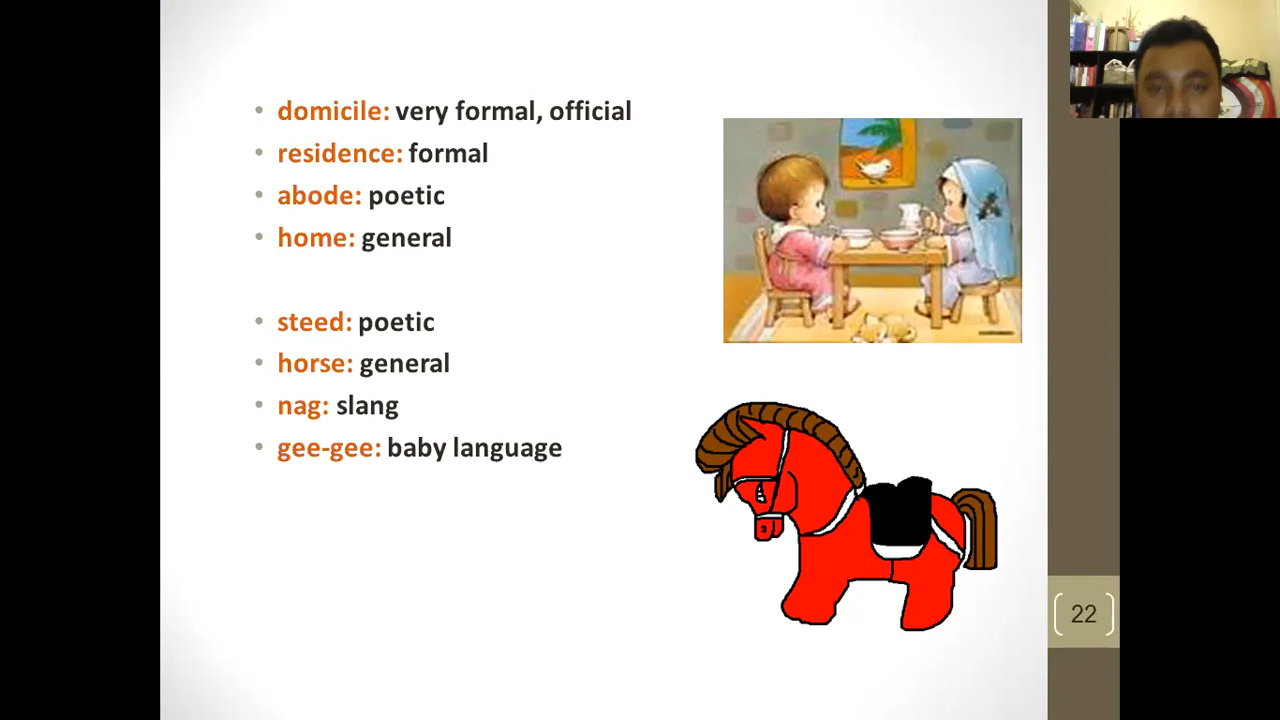 • domicile: very formal, official
• residence: formal
• abode: poetic
• home: general
• steed: poetic
• horse: general
• nag: slang
• gee-gee: baby language
22